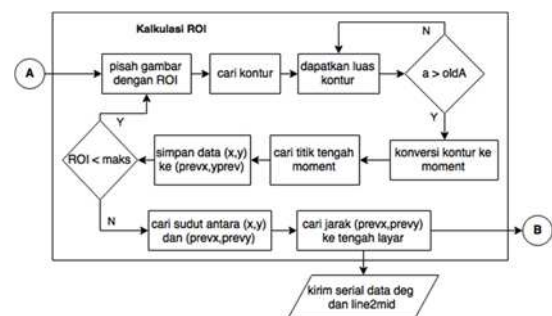 Kalkulasi ROI
A
pisah gambar
dengan ROI
cari kontur
dapatkan luas
kontur
N
a > oldA
Y
konversi kontur ke
moment
cari titik tengah
moment
simpan data (x,y)
ke (prevx,yprev)
ROI < maks
Y
N
cari sudut antara (x,y)
dan (prevx,prevy)
cari jarak (prevx,prevy)
ke tengah layar
B
kirim serial data deg
dan line2mid